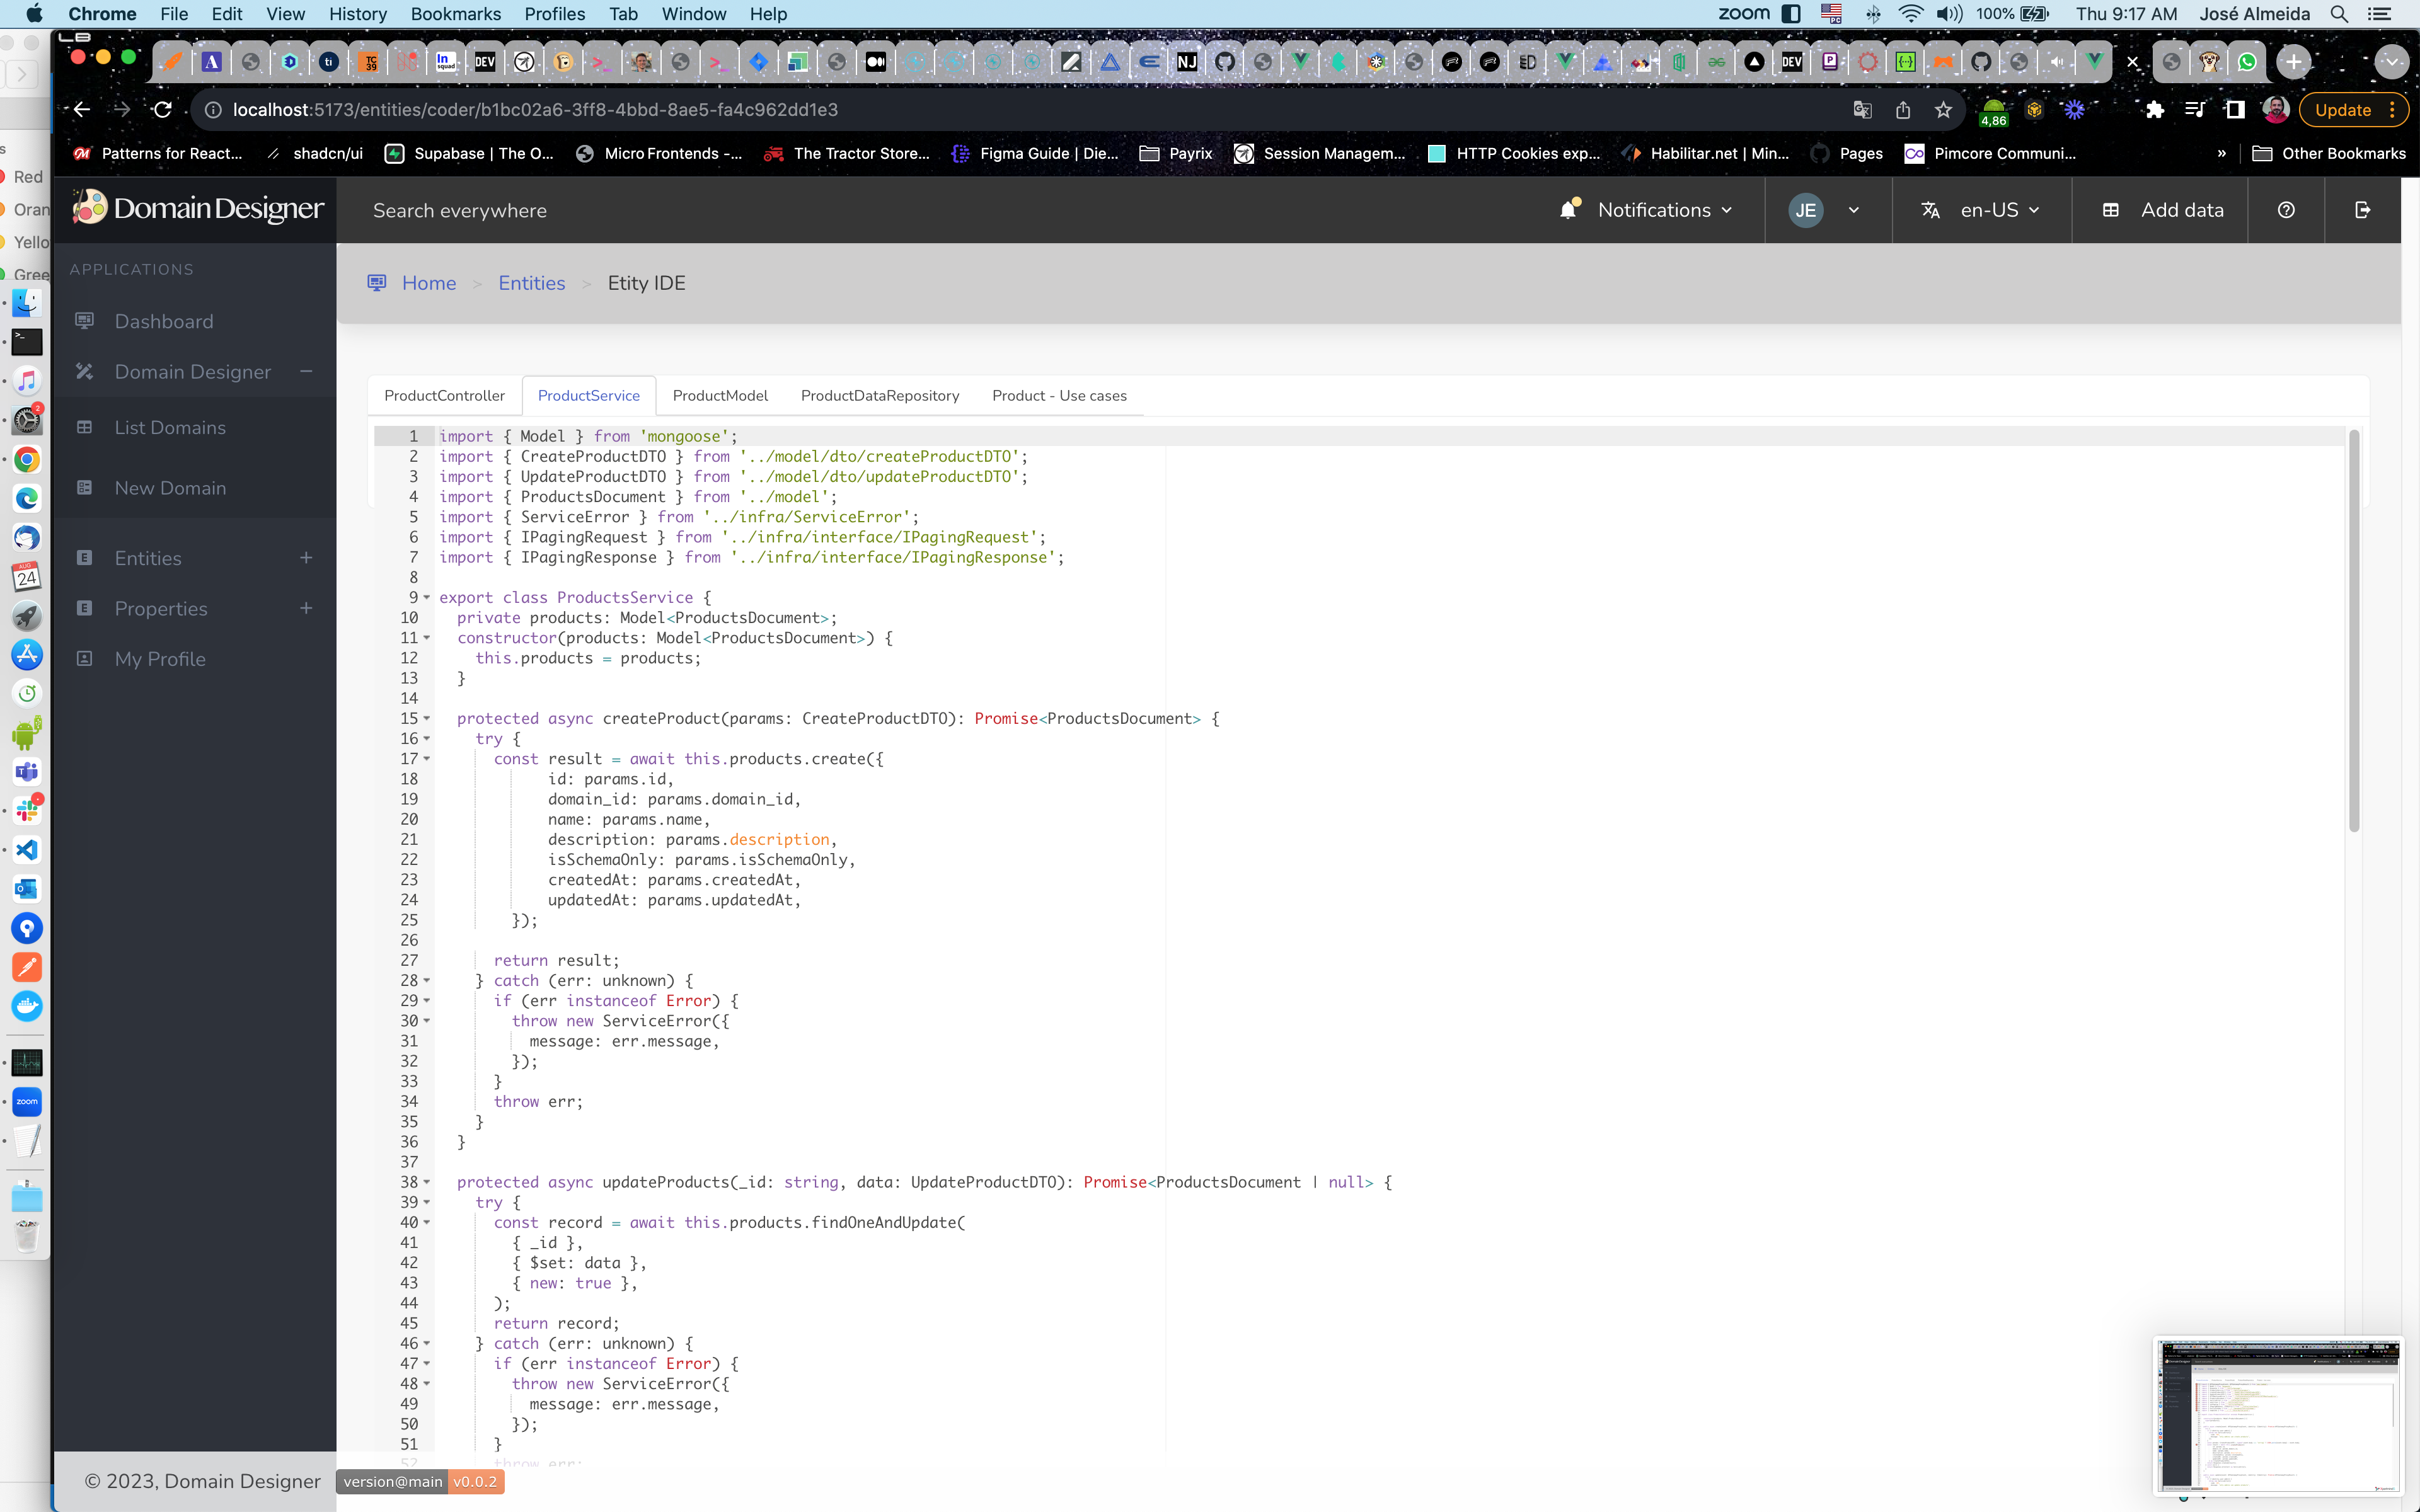 Chrome File Edit View History Bookmarks Profiles Tab Window Help zoom 100% Thu 9:17 AM José Almeida
localhost:5173/entities/coder/b1bc02a6-3ff8-4bbd-8ae5-fa4c962dd1e3 4,86 Update
Patterns for React... shadcn/ui Supabase | The O... Micro Frontends -... The Tractor Store... Figma Guide | Die... Payrix Session Managem... HTTP Cookies exp... Habilitar.net | Min... Pages Pimcore Communi... » Other Bookmarks
Red
Oran
Yello
Gree
Domain Designer Search everywhere Notifications JE en-US Add data
APPLICATIONS
Dashboard
Domain Designer
List Domains
New Domain
Entities
Properties
My Profile
Home > Entities > Etity IDE
ProductController ProductService ProductModel ProductDataRepository Product - Use cases
1 import { Model } from 'mongoose';
2 import { CreateProductDTO } from '../model/dto/createProductDTO';
3 import { UpdateProductDTO } from '../model/dto/updateProductDTO';
4 import { ProductsDocument } from '../model';
5 import { ServiceError } from '../infra/ServiceError';
6 import { IPagingRequest } from '../infra/interface/IPagingRequest';
7 import { IPagingResponse } from '../infra/interface/IPagingResponse';
8
9 export class ProductsService {
10 private products: Model<ProductsDocument>;
11 constructor(products: Model<ProductsDocument>) {
12 this.products = products;
13 }
14
15 protected async createProduct(params: CreateProductDTO): Promise<ProductsDocument> {
16 try {
17 const result = await this.products.create({
18 id: params.id,
19 domain_id: params.domain_id,
20 name: params.name,
21 description: params.description,
22 isSchemaOnly: params.isSchemaOnly,
23 createdAt: params.createdAt,
24 updatedAt: params.updatedAt,
25 });
26
27 return result;
28 } catch (err: unknown) {
29 if (err instanceof Error) {
30 throw new ServiceError({
31 message: err.message,
32 });
33 }
34 throw err;
35 }
36 }
37
38 protected async updateProducts(_id: string, data: UpdateProductDTO): Promise<ProductsDocument | null> {
39 try {
40 const record = await this.products.findOneAndUpdate(
41 { _id },
42 { $set: data },
43 { new: true },
44 );
45 return record;
46 } catch (err: unknown) {
47 if (err instanceof Error) {
48 throw new ServiceError({
49 message: err.message,
50 });
51 }
52 throw err;
© 2023, Domain Designer version@main v0.0.2